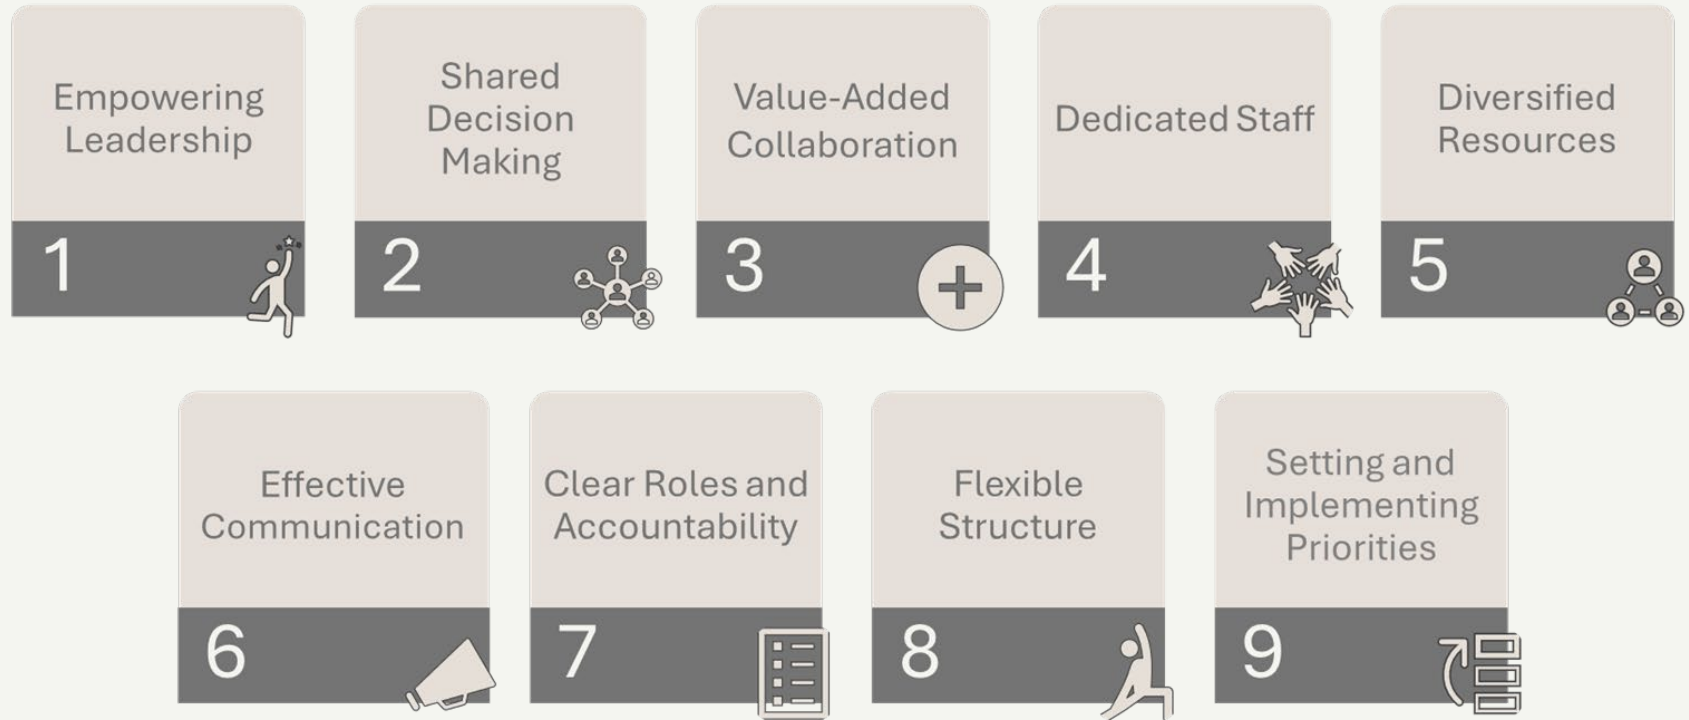 Empowering
Leadership
1
Shared
Decision
Making
2
Value-Added
Collaboration
3
Dedicated Staff
4
Diversified
Resources
5
Effective
Communication
6
Clear Roles and
Accountability
7
Flexible
Structure
8
Setting and
Implementing
Priorities
9